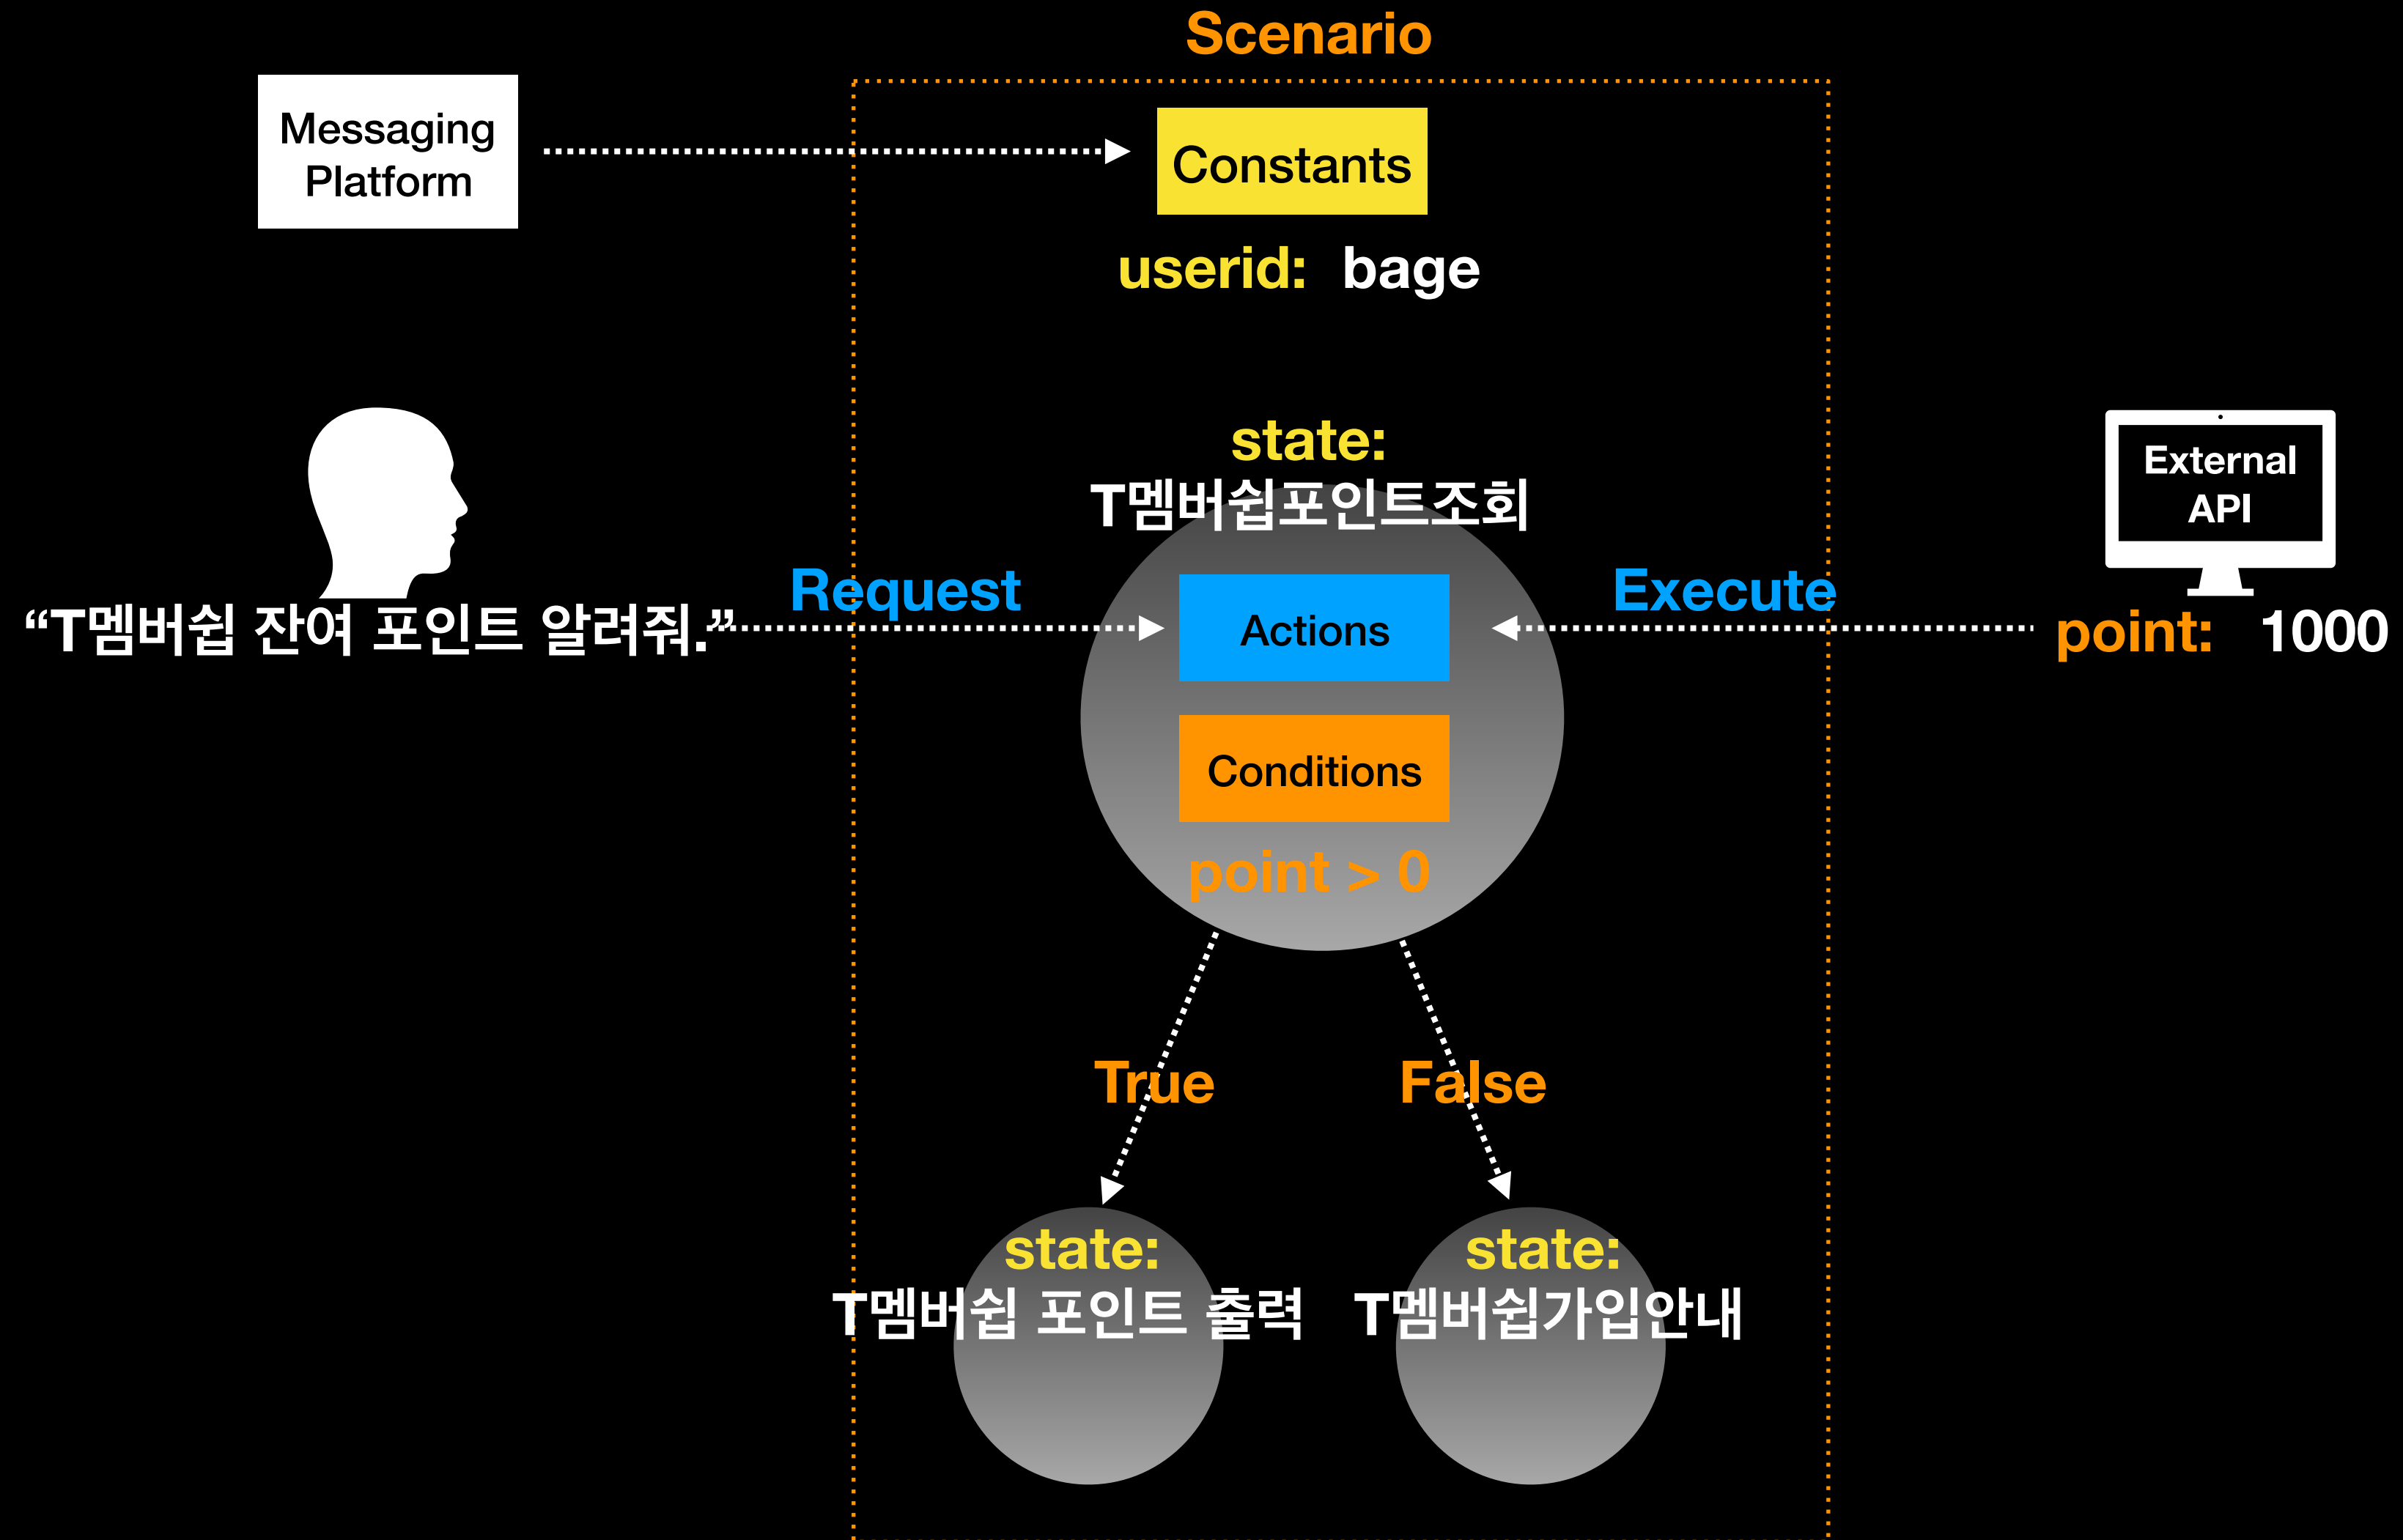 Scenario
Messaging
Platform
Constants
userid: bage
state:
T멤버쉽포인트조회
External
API
Request
Execute
“T멤버쉽 잔여 포인트 알려줘.”
Actions
point: 1000
Conditions
point > 0
True
False
state:
T멤버쉽 포인트 출력
state:
T멤버쉽가입안내